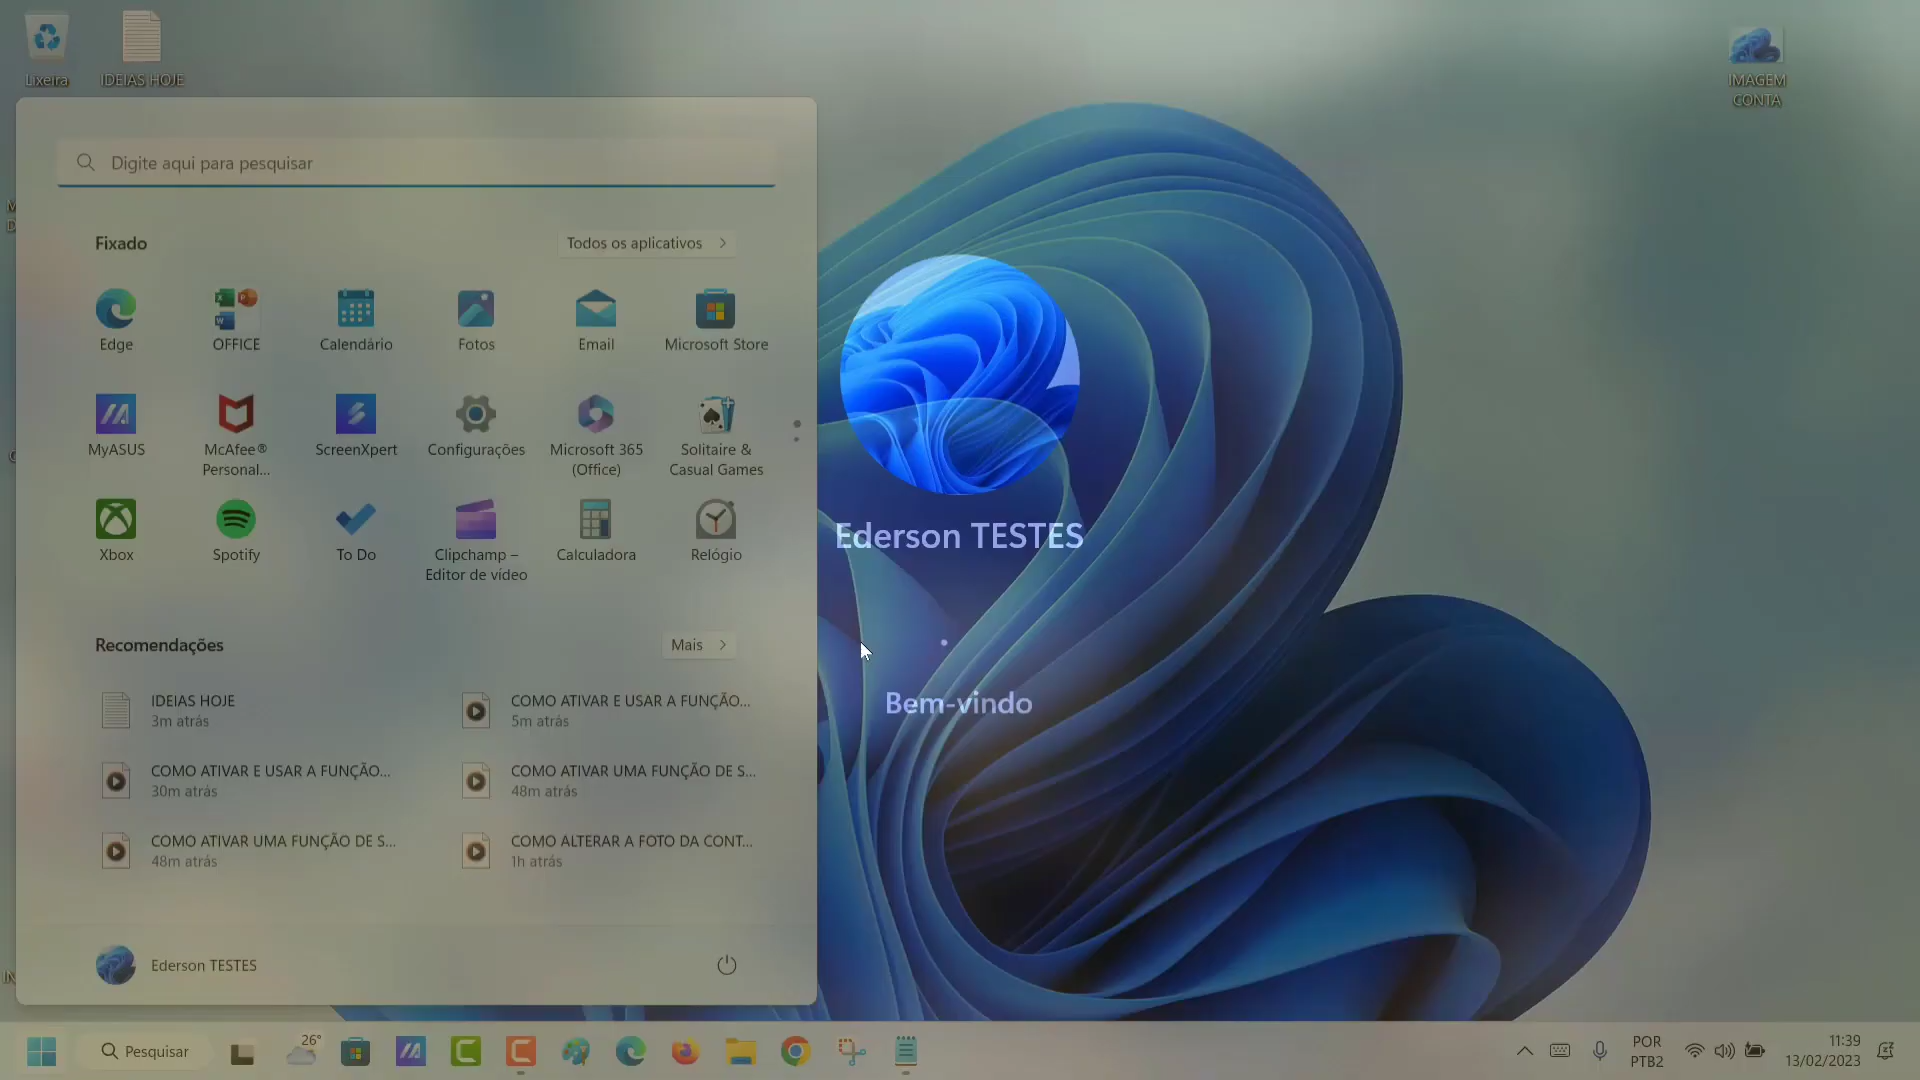 Lixeira
IDEIAS HOJE
IMAGEM
CONTA
Digite aqui para pesquisar
Fixado
Todos os aplicativos
Edge
OFFICE
Calendário
Fotos
Email
Microsoft Store
MyASUS
McAfee®
Personal...
ScreenXpert
Configurações
Microsoft 365
(Office)
Solitaire &
Casual Games
Xbox
Spotify
To Do
Clipchamp –
Editor de vídeo
Calculadora
Relógio
Ederson TESTES
Bem-vindo
Recomendações
Mais
IDEIAS HOJE
3m atrás
COMO ATIVAR E USAR A FUNÇÃO...
5m atrás
COMO ATIVAR E USAR A FUNÇÃO...
30m atrás
COMO ATIVAR UMA FUNÇÃO DE S...
48m atrás
COMO ATIVAR UMA FUNÇÃO DE S...
48m atrás
COMO ALTERAR A FOTO DA CONT...
1h atrás
Ederson TESTES
Pesquisar
26°
POR
PTB2
11:39
13/02/2023